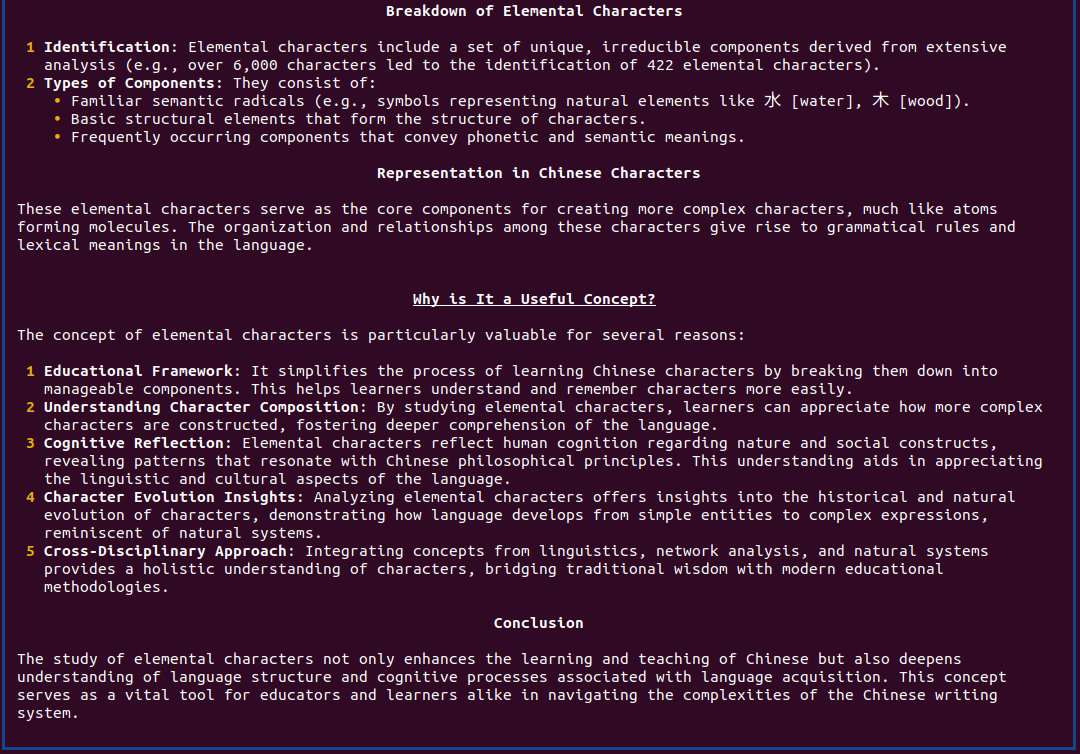 Breakdown of Elemental Characters
1 Identification: Elemental characters include a set of unique, irreducible components derived from extensive
analysis (e.g., over 6,000 characters led to the identification of 422 elemental characters).
2 Types of Components: They consist of:
• Familiar semantic radicals (e.g., symbols representing natural elements like 水 [water], 木 [wood]).
• Basic structural elements that form the structure of characters.
• Frequently occurring components that convey phonetic and semantic meanings.
Representation in Chinese Characters
These elemental characters serve as the core components for creating more complex characters, much like atoms
forming molecules. The organization and relationships among these characters give rise to grammatical rules and
lexical meanings in the language.
Why is It a Useful Concept?
The concept of elemental characters is particularly valuable for several reasons:
1 Educational Framework: It simplifies the process of learning Chinese characters by breaking them down into
manageable components. This helps learners understand and remember characters more easily.
2 Understanding Character Composition: By studying elemental characters, learners can appreciate how more complex
characters are constructed, fostering deeper comprehension of the language.
3 Cognitive Reflection: Elemental characters reflect human cognition regarding nature and social constructs,
revealing patterns that resonate with Chinese philosophical principles. This understanding aids in appreciating
the linguistic and cultural aspects of the language.
4 Character Evolution Insights: Analyzing elemental characters offers insights into the historical and natural
evolution of characters, demonstrating how language develops from simple entities to complex expressions,
reminiscent of natural systems.
5 Cross-Disciplinary Approach: Integrating concepts from linguistics, network analysis, and natural systems
provides a holistic understanding of characters, bridging traditional wisdom with modern educational
methodologies.
Conclusion
The study of elemental characters not only enhances the learning and teaching of Chinese but also deepens
understanding of language structure and cognitive processes associated with language acquisition. This concept
serves as a vital tool for educators and learners alike in navigating the complexities of the Chinese writing
system.